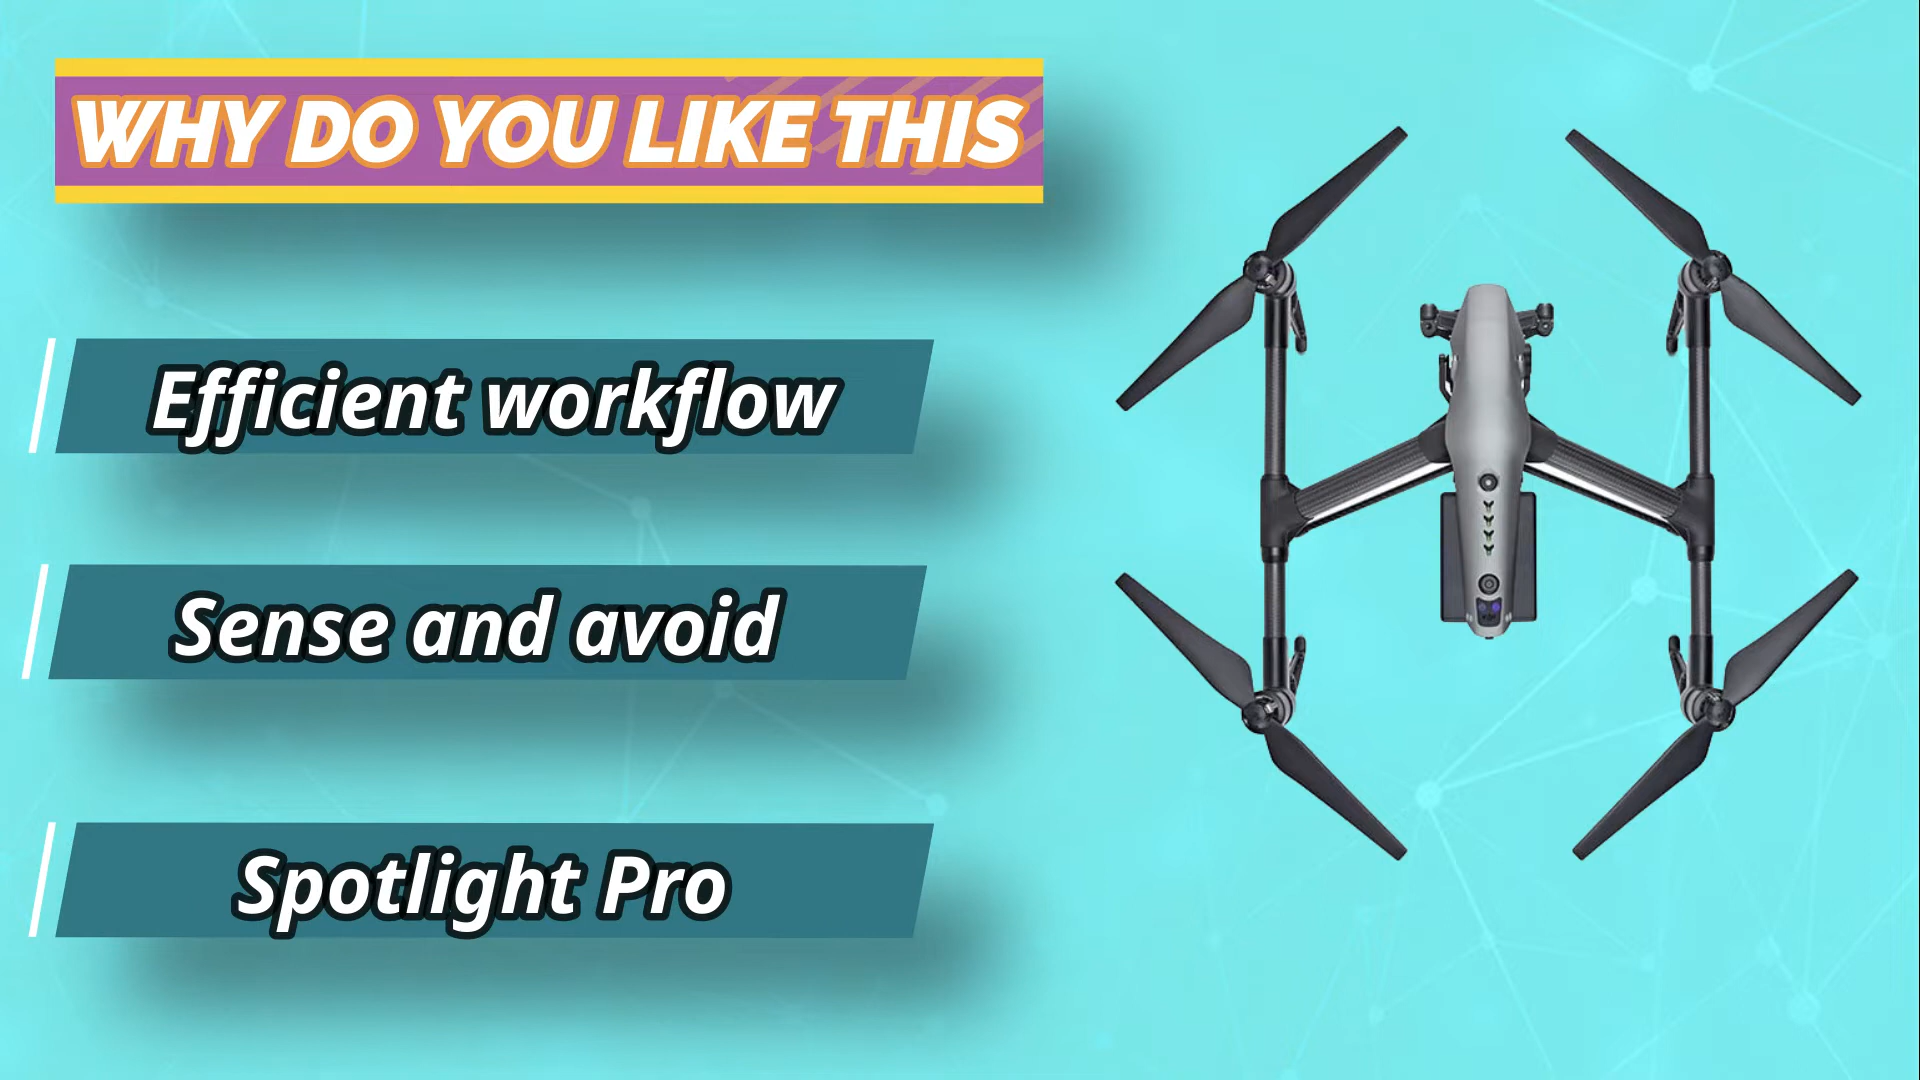 WHY DO YOU LIKE THIS
Efficient workflow
Sense and avoid
Spotlight Pro